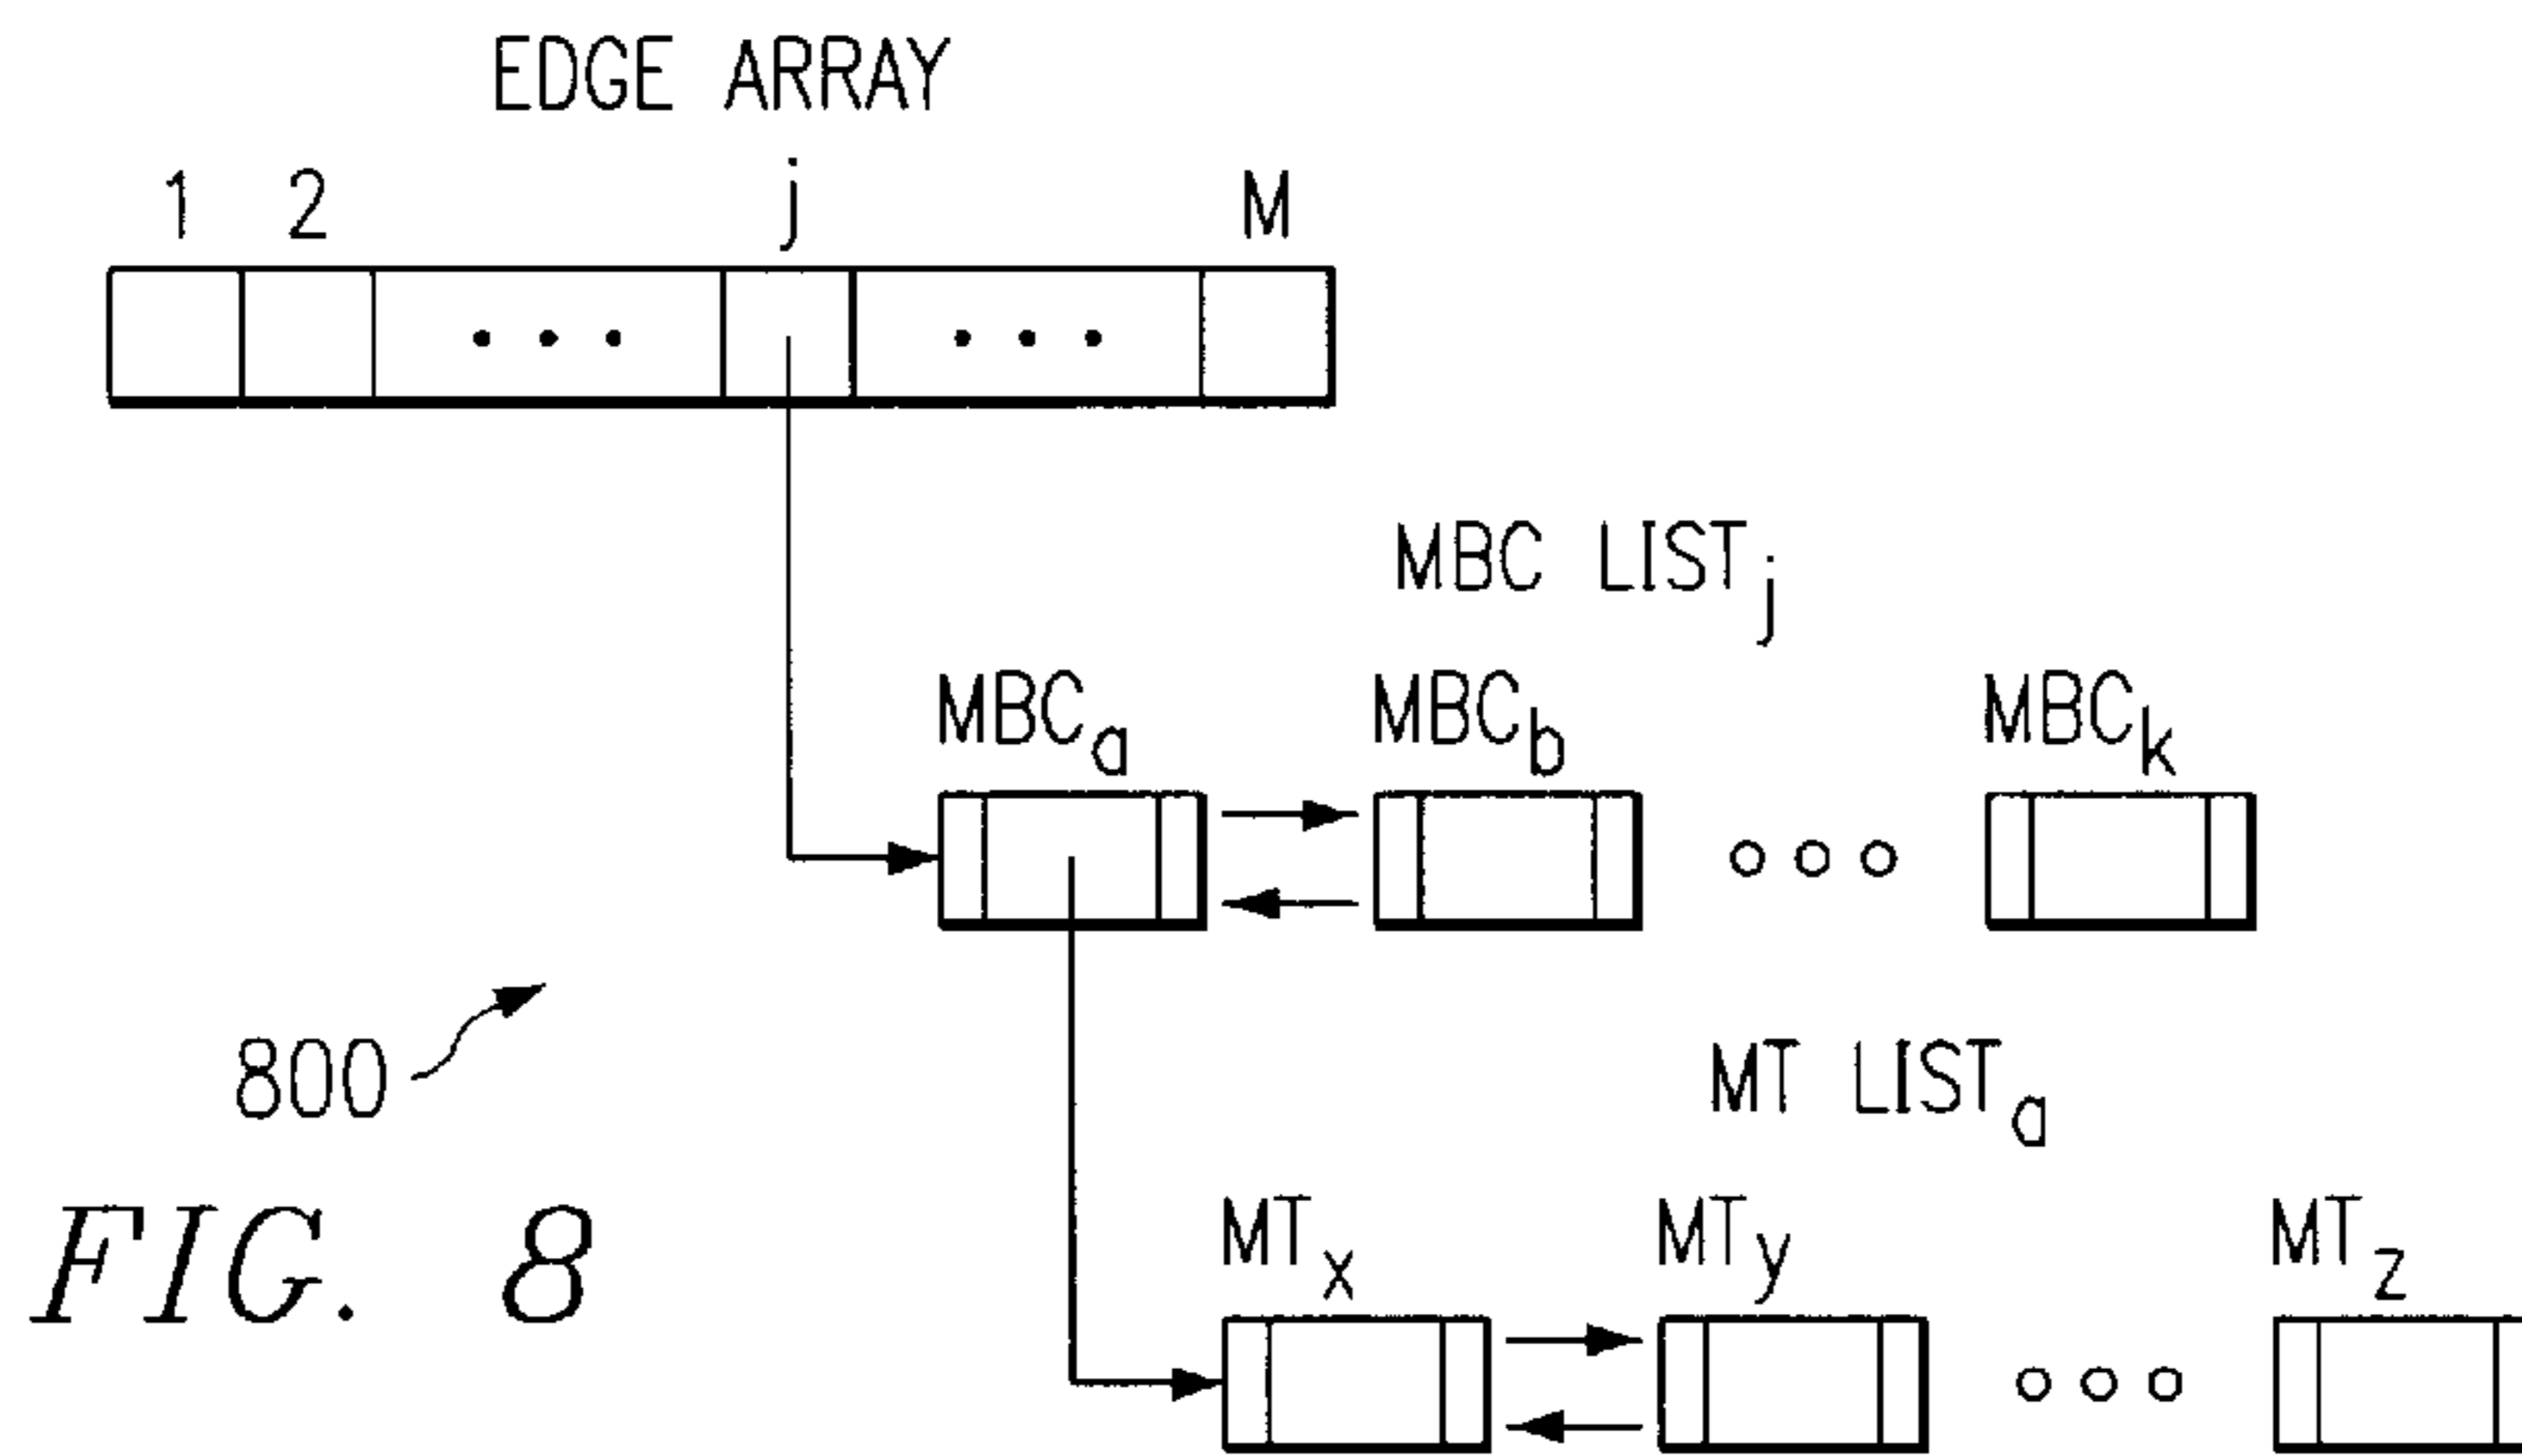 EDGE ARRAY
1 2 j M
MBC LISTj
MBCa MBCb MBCk
800
MT LISTa
MTx MTy MTz
FIG. 8